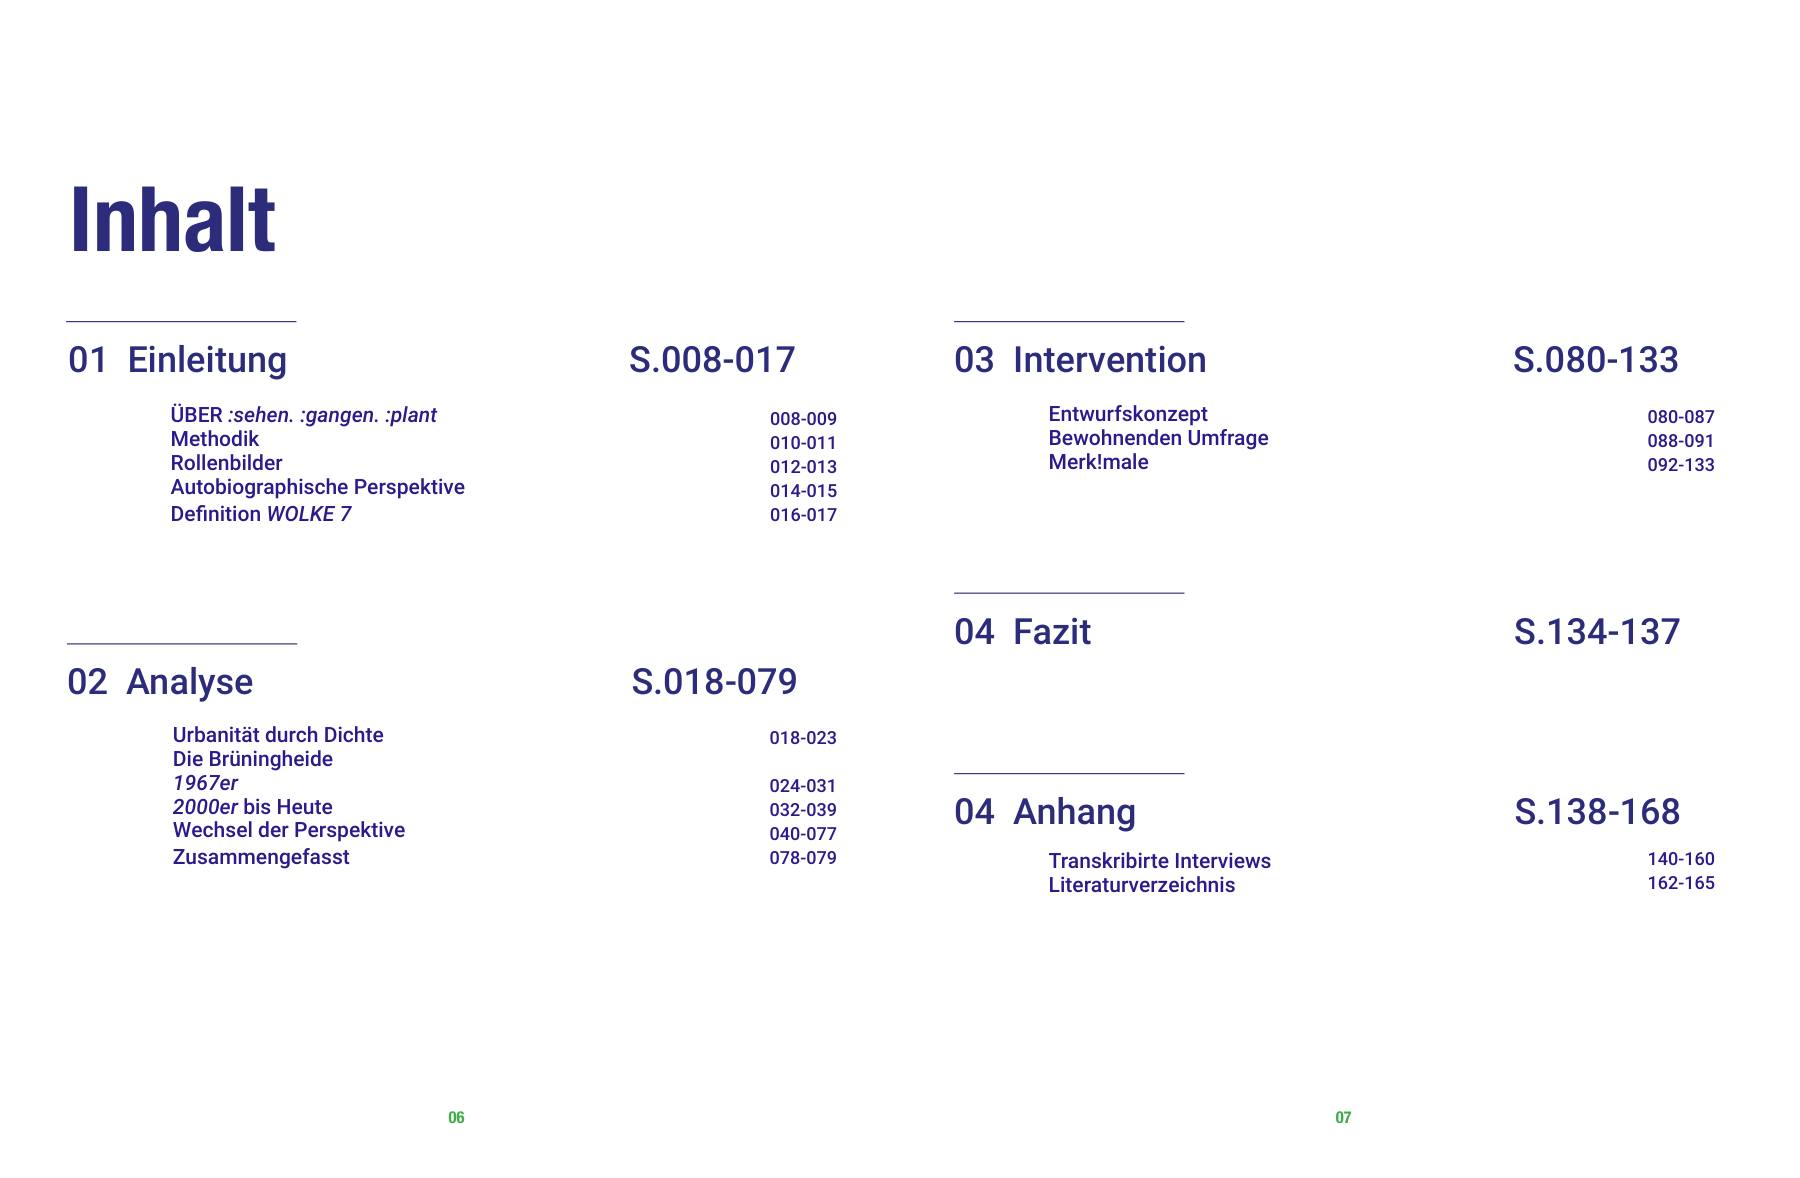 Inhalt
01 Einleitung S.008-017
ÜBER :sehen. :gangen. :plant 008-009
Methodik 010-011
Rollenbilder 012-013
Autobiographische Perspektive 014-015
Definition WOLKE 7 016-017
02 Analyse S.018-079
Urbanität durch Dichte 018-023
Die Brüningheide
1967er 024-031
2000er bis Heute 032-039
Wechsel der Perspektive 040-077
Zusammengefasst 078-079
06
03 Intervention S.080-133
Entwurfskonzept 080-087
Bewohnenden Umfrage 088-091
Merk!male 092-133
04 Fazit S.134-137
04 Anhang S.138-168
Transkribirte Interviews 140-160
Literaturverzeichnis 162-165
07